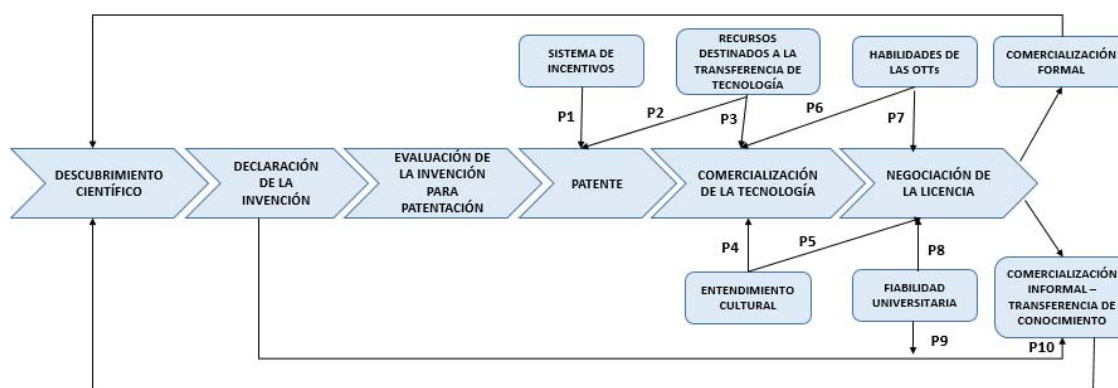 SISTEMA DE
INCENTIVOS
RECURSOS
DESTINADOS A LA
TRANSFERENCIA DE
TECNOLOGÍA
HABILIDADES DE
LAS OTTs
COMERCIALIZACIÓN
FORMAL
P1
P2
P3
P6
P7
DESCUBRIMIENTO
CIENTÍFICO
DECLARACIÓN
DE LA
INVENCIÓN
EVALUACIÓN DE
LA INVENCIÓN
PARA
PATENTACIÓN
PATENTE
COMERCIALIZACIÓN
DE LA TECNOLOGÍA
NEGOCIACIÓN DE
LA LICENCIA
P4
P5
P8
ENTENDIMIENTO
CULTURAL
FIABILIDAD
UNIVERSITARIA
COMERCIALIZACIÓN
INFORMAL –
TRANSFERENCIA DE
CONOCIMIENTO
P9
P10